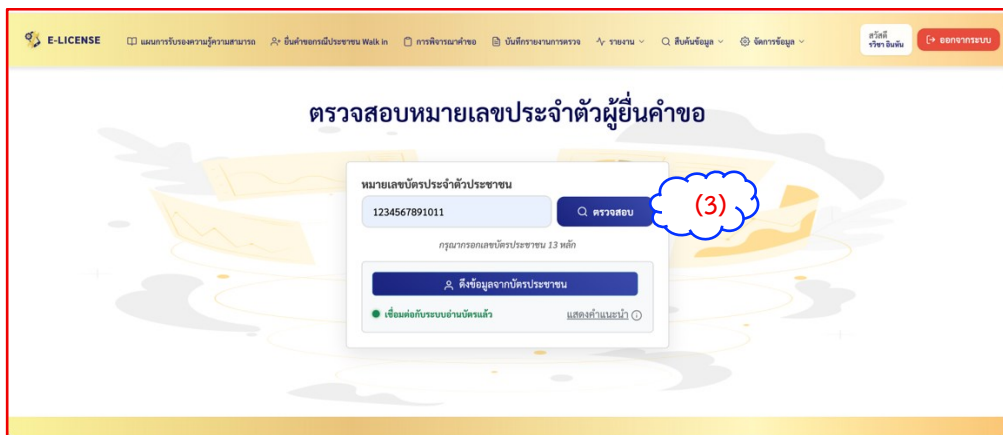 E-LICENSE แผนการรับรองความรู้ความสามารถ ยื่นคำขอกรณีประชาชน Walk in การพิจารณาคำขอ บันทึกรายงานการตรวจ รายงาน สืบค้นข้อมูล จัดการข้อมูล สวัสดี ออกจากระบบ
รวิชา อินทัน
ตรวจสอบหมายเลขประจำตัวผู้ยื่นคำขอ
หมายเลขบัตรประจำตัวประชาชน
1234567891011 ตรวจสอบ (3)
กรุณากรอกเลขบัตรประชาชน 13 หลัก
ดึงข้อมูลจากบัตรประชาชน
เชื่อมต่อกับระบบอ่านบัตรแล้ว แสดงคำแนะนำ